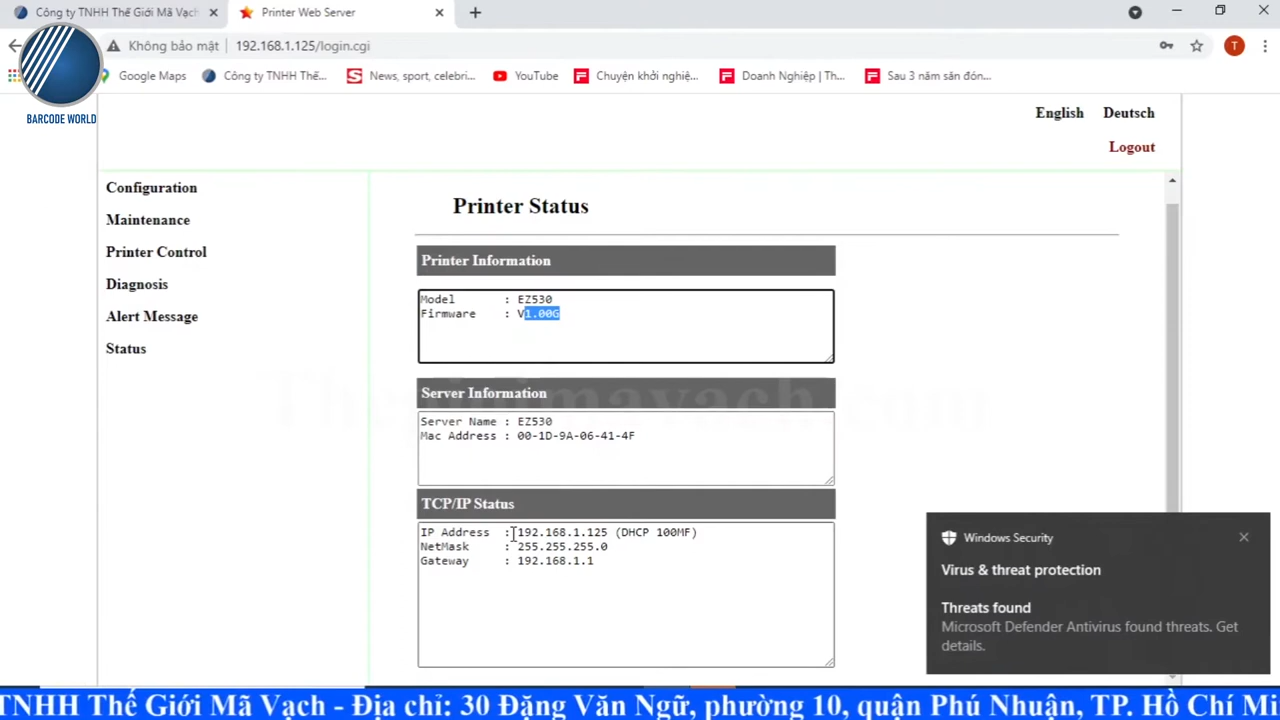 Công ty TNHH Thế Giới Mã Vạch
Printer Web Server
Không bảo mật
192.168.1.125/login.cgi
T
Google Maps
Công ty TNHH Thế...
News, sport, celebri...
YouTube
Chuyện khởi nghiệ...
Doanh Nghiệp | Th...
Sau 3 năm săn đón...
BARCODE WORLD
English
Deutsch
Logout
Configuration
Maintenance
Printer Control
Diagnosis
Alert Message
Status
Printer Status
Printer Information
Model : EZ530
Firmware : V1.00G
Server Information
Server Name : EZ530
Mac Address : 00-1D-9A-06-41-4F
Thegioimavach.com
TCP/IP Status
IP Address : 192.168.1.125 (DHCP 100MF)
NetMask : 255.255.255.0
Gateway : 192.168.1.1
Windows Security
Virus & threat protection
Threats found
Microsoft Defender Antivirus found threats. Get
details.
TNHH Thế Giới Mã Vạch - Địa chỉ: 30 Đặng Văn Ngữ, phường 10, quận Phú Nhuận, TP. Hồ Chí Mi